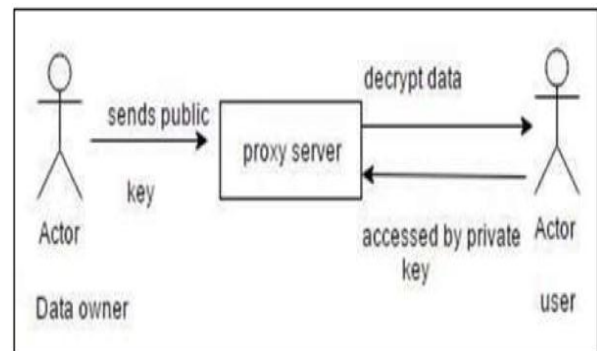 sends public
key
Actor
Data owner
proxy server
decrypt data
accessed by private
key
Actor
user